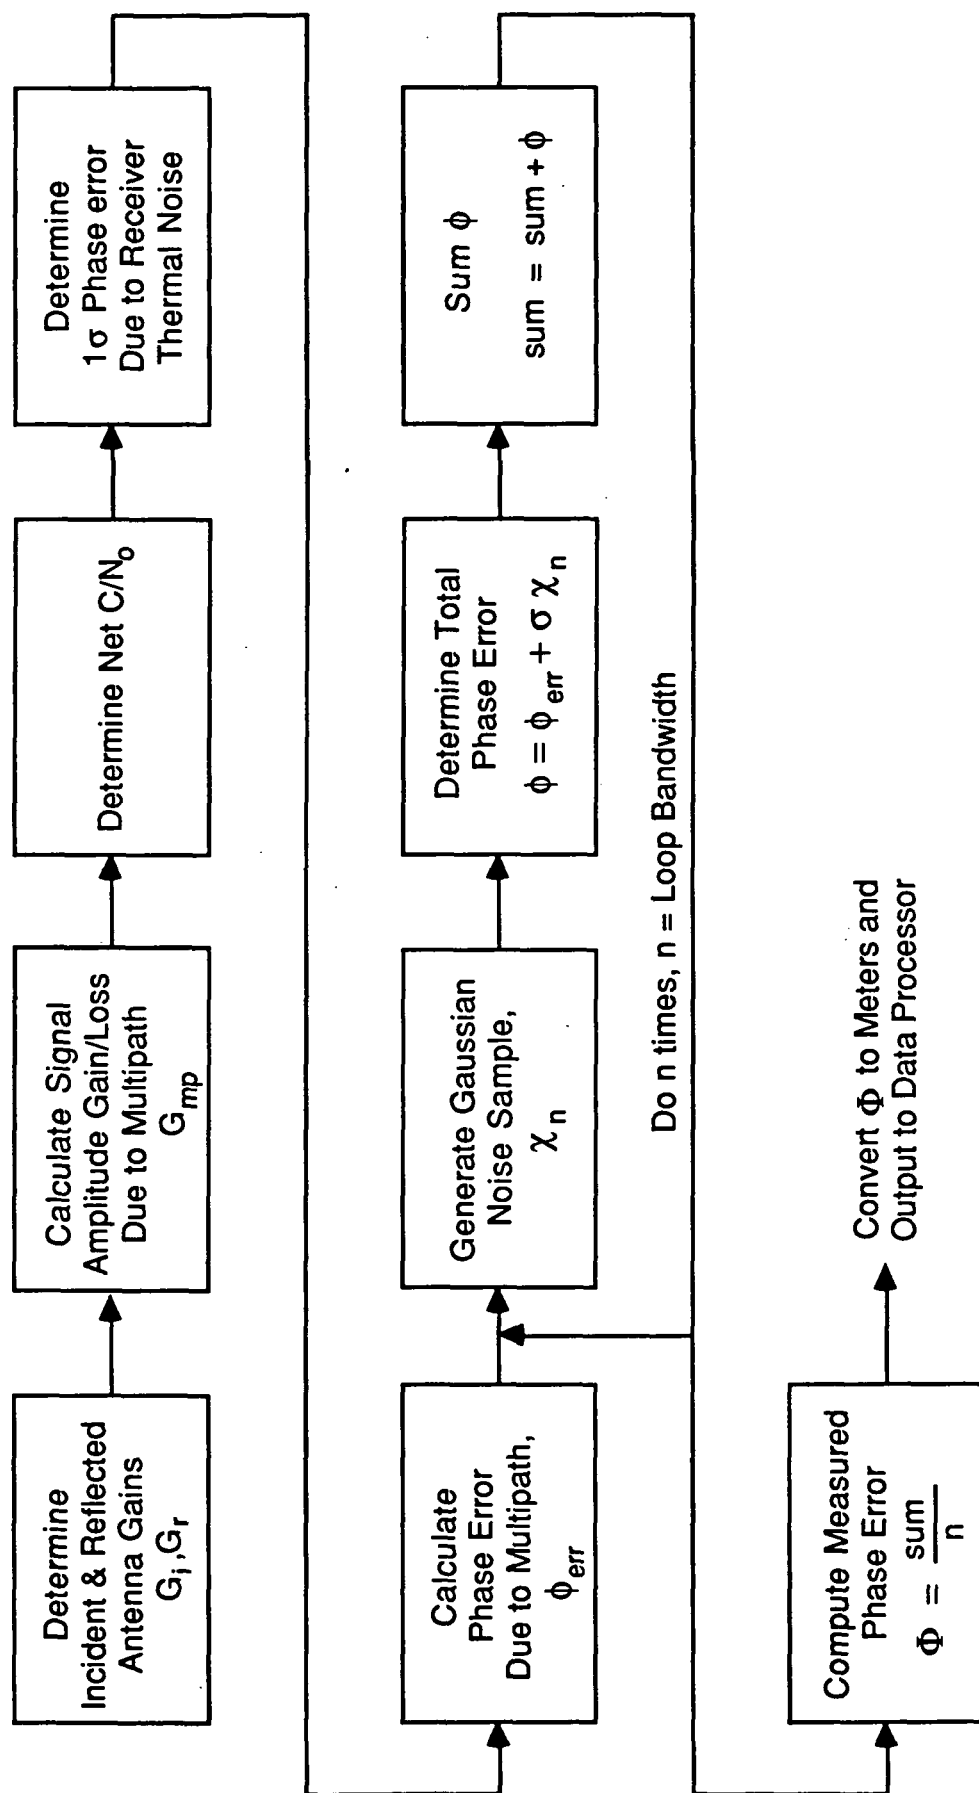 Determine
Incident & Reflected
Antenna Gains
Gi,Gr
Calculate Signal
Amplitude Gain/Loss
Due to Multipath
Gmp
Determine Net C/No
Determine
1σ Phase error
Due to Receiver
Thermal Noise
Calculate
Phase Error
Due to Multipath,
ϕerr
Generate Gaussian
Noise Sample,
χn
Determine Total
Phase Error
ϕ = ϕerr + σ χn
Sum ϕ
sum = sum + ϕ
Do n times, n = Loop Bandwidth
Compute Measured
Phase Error
Φ = sum
n
Convert Φ to Meters and
Output to Data Processor